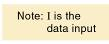 Note: I is the
data input